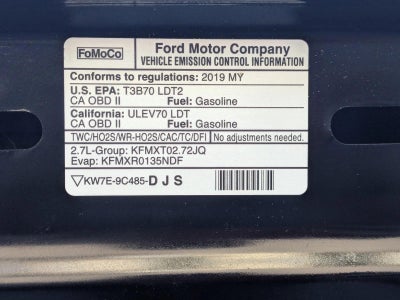 FoMoCo Ford Motor Company
VEHICLE EMISSION CONTROL INFORMATION
Conforms to regulations: 2019 MY
U.S. EPA: T3B70 LDT2
CA OBD II Fuel: Gasoline
California: ULEV70 LDT
CA OBD II Fuel: Gasoline
TWC/HO2S/WR-HO2S/CAC/TC/DFI No adjustments needed.
2.7L-Group: KFMXT02.72JQ
Evap: KFMXR0135NDF
KW7E-9C485-DJS